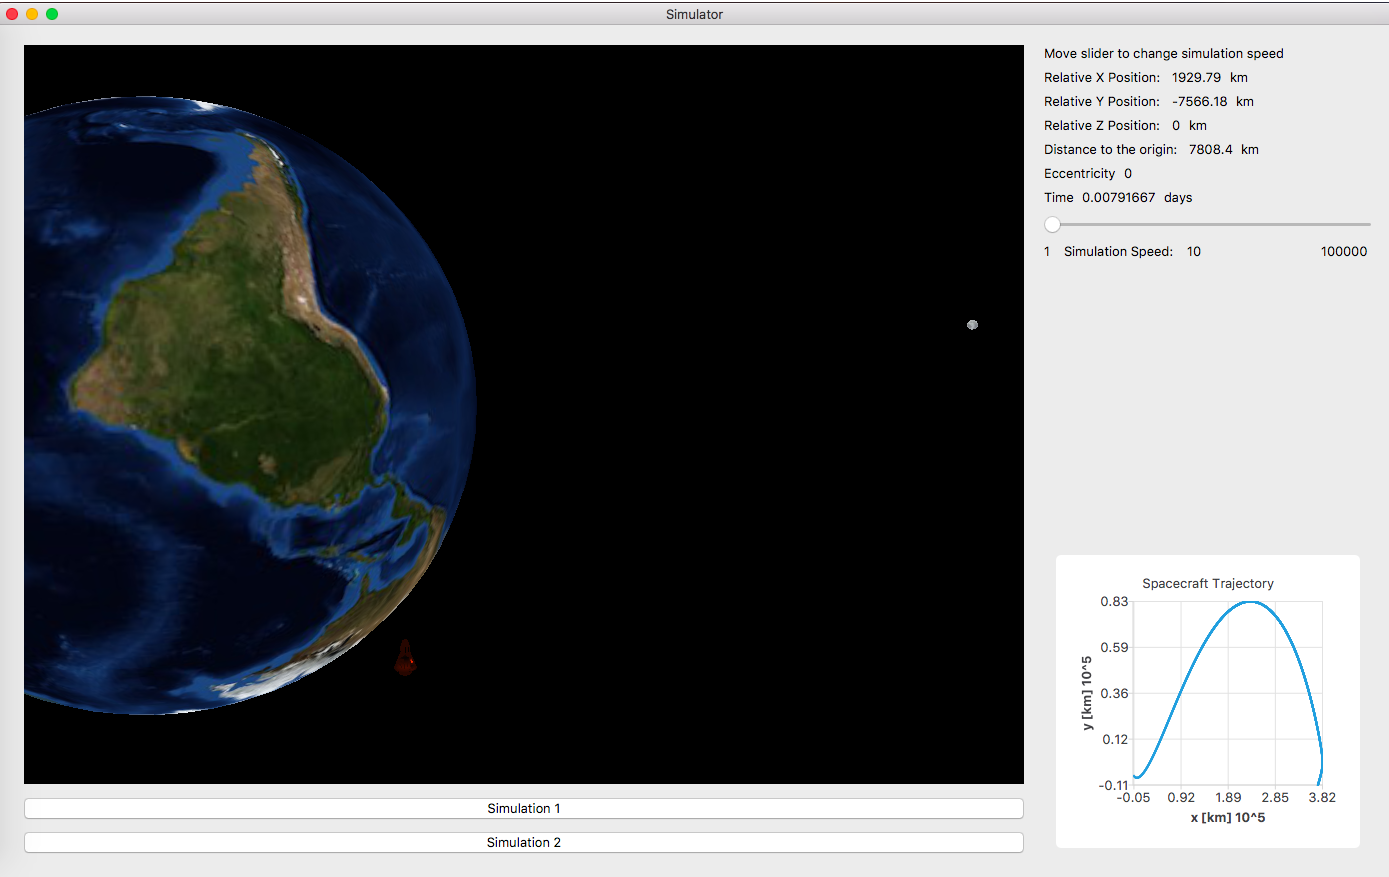 Simulator
Move slider to change simulation speed
Relative X Position: 1929.79 km
Relative Y Position: -7566.18 km
Relative Z Position: 0 km
Distance to the origin: 7808.4 km
Eccentricity 0
Time 0.00791667 days
1 Simulation Speed: 10 100000
Spacecraft Trajectory
0.83
0.59
0.36
0.12
-0.11
y [km] 10^5
-0.05 0.92 1.89 2.85 3.82
x [km] 10^5
Simulation 1
Simulation 2